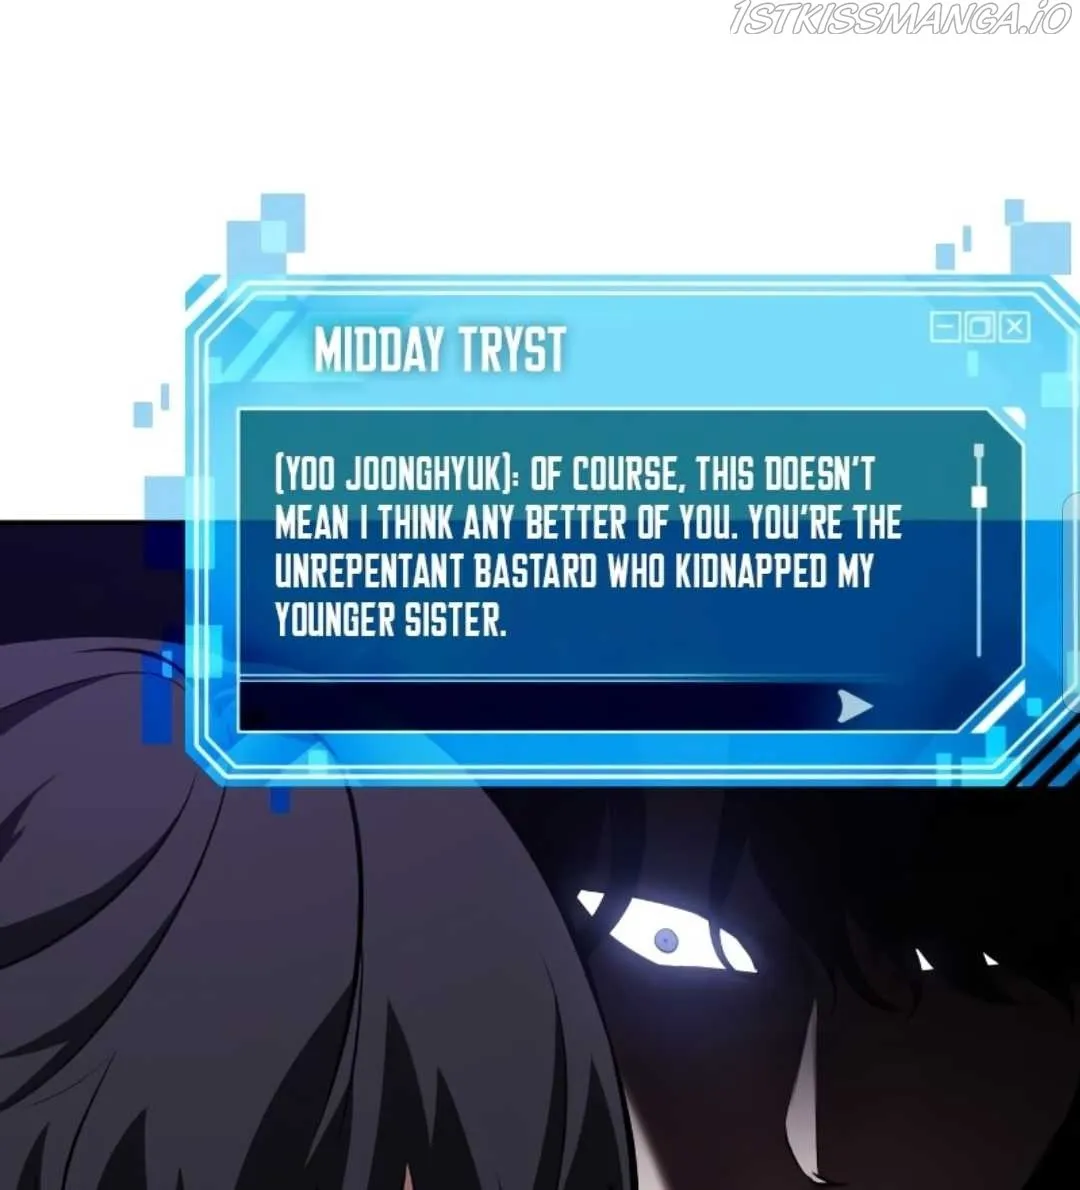 1STKISSMANGA.iO
MIDDAY TRYST
(YOO JOONGHYUK): OF COURSE, THIS DOESN'T
MEAN I THINK ANY BETTER OF YOU. YOU'RE THE
UNREPENTANT BASTARD WHO KIDNAPPED MY
YOUNGER SISTER.